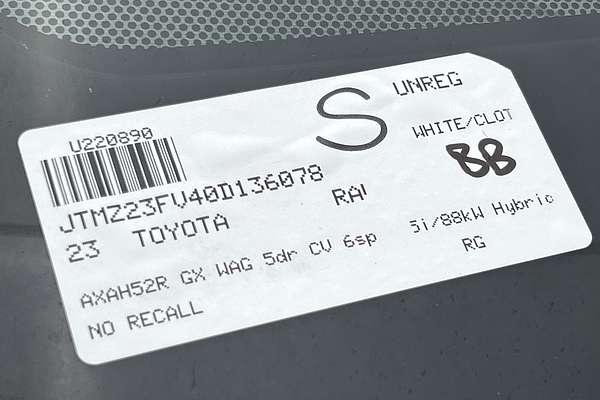 U220890
S UNREG
WHITE/CLOT
BB
JTMZ23FV40D136078
23 TOYOTA RAV
AXAH52R GX WAG 5dr CV 6sp 5i/88kW Hybric
NO RECALL RG